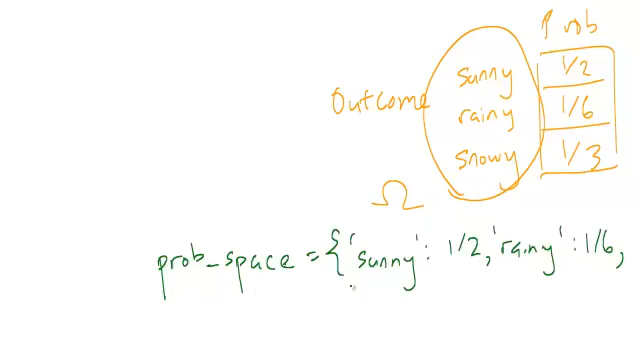 Prob
sunny 1/2
Outcome rainy 1/6
snowy 1/3
Ω
prob_space = {'sunny': 1/2, 'rainy': 1/6,